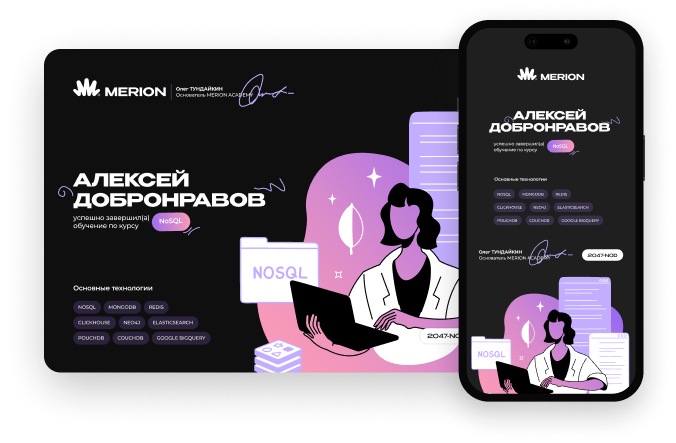 MERION
Олег ТУНДАЙКИН
Основатель MERION ACADEMY
АЛЕКСЕЙ
ДОБРОНРАВОВ
успешно завершил(а)
обучение по курсу
NoSQL
Основные технологии
NOSQL MONGODB REDIS
CLICKHOUSE NEO4J ELASTICSEARCH
POUCHDB COUCHDB GOOGLE BIGQUERY
NOSQL
2047-NO
MERION
АЛЕКСЕЙ
ДОБРОНРАВОВ
успешно завершил(а)
обучение по курсу
NoSQL
Основные технологии
NOSQL MONGODB REDIS
CLICKHOUSE NEO4J ELASTICSEARCH
POUCHDB COUCHDB GOOGLE BIGQUERY
Олег ТУНДАЙКИН
Основатель MERION ACADEMY
2047-NOD
NOSQL